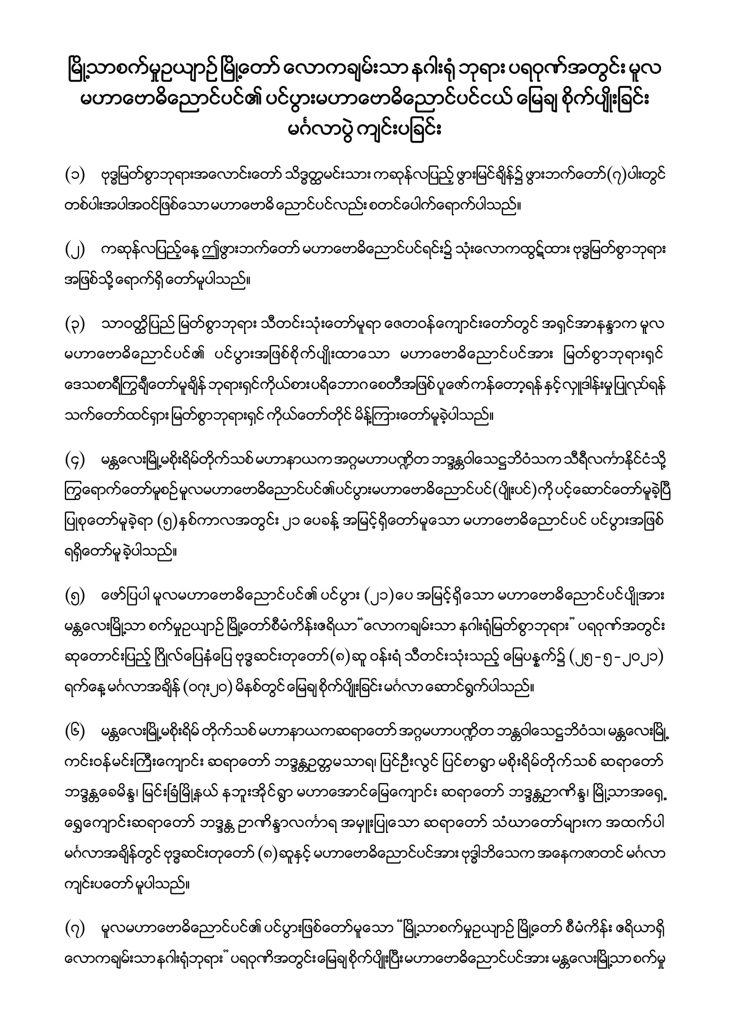 မြို့သာစက်မှုဥယျာဉ် မြို့တော် လောကချမ်းသာ နဂါးရုံ ဘုရား ပရဝုဏ်အတွင်း မူလ
မဟာဗောဓိညောင်ပင်၏ ပင်ပွားမဟာဗောဓိညောင်ပင်ငယ် မြေချ စိုက်ပျိုးခြင်း
မင်္ဂလာပွဲ ကျင်းပခြင်း
(၁) ဗုဒ္ဓမြတ်စွာဘုရားအလောင်းတော် သိဒ္ဓတ္ထမင်းသား ကဆုန်လပြည့် ဖွားမြင်ချိန်၌ ဖွားဘက်တော်(၇)ပါးတွင်
တစ်ပါးအပါအဝင်ဖြစ်သော မဟာဗောဓိ ညောင်ပင်လည်း စတင်ပေါက်ရောက်ပါသည်။
(၂) ကဆုန်လပြည့်နေ့ ဤဖွားဘက်တော် မဟာဗောဓိညောင်ပင်ရင်း၌ သုံးလောကထွဋ်ထား ဗုဒ္ဓမြတ်စွာဘုရား
အဖြစ်သို့ ရောက်ရှိ တော်မူပါသည်။
(၃) သာဝတ္ထိပြည် မြတ်စွာဘုရား သီတင်းသုံးတော်မူရာ ဇေတဝန်ကျောင်းတော်တွင် အရှင်အာနန္ဒာက မူလ
မဟာဗောဓိညောင်ပင်၏ ပင်ပွားအဖြစ်စိုက်ပျိုးထာသော မဟာဗောဓိညောင်ပင်အား မြတ်စွာဘုရားရှင်
ဒေသစာရီကြွချီတော်မူချိန် ဘုရားရှင်ကိုယ်စား ပရိဘောဂ စေတီအဖြစ် ပူဇော် ကန်တော့ရန် နှင့် လှူဒါန်းမှု ပြုလုပ်ရန်
သက်တော်ထင်ရှား မြတ်စွာဘုရားရှင် ကိုယ်တော်တိုင် မိန့်ကြားတော်မူခဲ့ပါသည်။
(၄) မန္တလေးမြို့မစိုးရိမ်တိုက်သစ် မဟာနာယက အဂ္ဂမဟာပဏ္ဍိတ ဘဒ္ဒန္တဝါသေဋ္ဌဘိဝံသက သီရီလင်္ကာနိုင်ငံသို့
ကြွရောက်တော်မူစဉ် မူလမဟာဗောဓိညောင်ပင်၏ပင်ပွားမဟာဗောဓိညောင်ပင်(ပျိုးပင်)ကို ပင့်ဆောင်တော်မူခဲ့ပြီ
ပြုစုတော်မူခဲ့ရာ (၅)နှစ်ကာလအတွင်း ၂၁ ပေခန့် အမြင့်ရှိတော်မူသော မဟာဗောဓိညောင်ပင် ပင်ပွားအဖြစ်
ရရှိတော်မူ ခဲ့ပါသည်။
(၅) ဖော်ပြပါ မူလမဟာဗောဓိညောင်ပင်၏ ပင်ပွား (၂၁)ပေ အမြင့်ရှိသော မဟာဗောဓိညောင်ပင်ပျိုအား
မန္တလေးမြို့သာ စက်မှုဥယျာဉ် မြို့တော်စီမံကိန်းဧရိယာ“လောကချမ်းသာ နဂါးရုံမြတ်စွာဘုရား” ပရဝုဏ်အတွင်း
ဆုတောင်းပြည့် ဂြိုလ်ပြေနံပြေ ဗုဒ္ဓဆင်းတုတော်(၈)ဆူ ဝန်းရံ သီတင်းသုံးသည့် မြေပန္နက်၌ (၂၅-၅-၂၀၂၁)
ရက်နေ့ မင်္ဂလာအချိန် (၀၇း၂၀) မိနစ်တွင် မြေချ စိုက်ပျိုးခြင်း မင်္ဂလာ ဆောင်ရွက်ပါသည်။
(၆) မန္တလေးမြို့မစိုးရိမ် တိုက်သစ် မဟာနာယကဆရာတော် အဂ္ဂမဟာပဏ္ဍိတ ဘန္တဝါသေဋ္ဌဘိဝံသ၊ မန္တလေးမြို့
ကင်းဝန်မင်းကြီးကျောင်း ဆရာတော် ဘဒ္ဒန္တဥတ္တမသာရ၊ ပြင်ဦးလွင် ပြင်စာရွာ မစိုးရိမ်တိုက်သစ် ဆရာတော်
ဘဒ္ဒန္တခေမိန္ဒ၊ မြင်းခြံမြို့နယ် နဘူးအိုင်ရွာ မဟာအောင်မြေကျောင်း ဆရာတော် ဘဒ္ဒန္တဉာဏိန္ဒ၊ မြို့သာအရှေ့
ရွှေကျောင်းဆရာတော် ဘဒ္ဒန္တ ဉာဏိန္ဒာလင်္ကာရ အမှူးပြုသော ဆရာတော် သံဃာတော်များက အထက်ပါ
မင်္ဂလာအချိန်တွင် ဗုဒ္ဓဆင်းတုတော် (၈)ဆူနှင့် မဟာဗောဓိညောင်ပင်အား ဗုဒ္ဓါဘိသေက အနေကဇာတင် မင်္ဂလာ
ကျင်းပတော် မူပါသည်။
(၇) မူလမဟာဗောဓိညောင်ပင်၏ ပင်ပွားဖြစ်တော်မူသော “မြို့သာစက်မှုဥယျာဉ် မြို့တော် စီမံကိန်း ဧရိယာရှိ
လောကချမ်းသာ နဂါးရုံဘုရား” ပရဝုဏ်အတွင်း မြေချ စိုက်ပျိုးပြီး မဟာဗောဓိညောင်ပင်အား မန္တလေးမြို့သာ စက်မှု